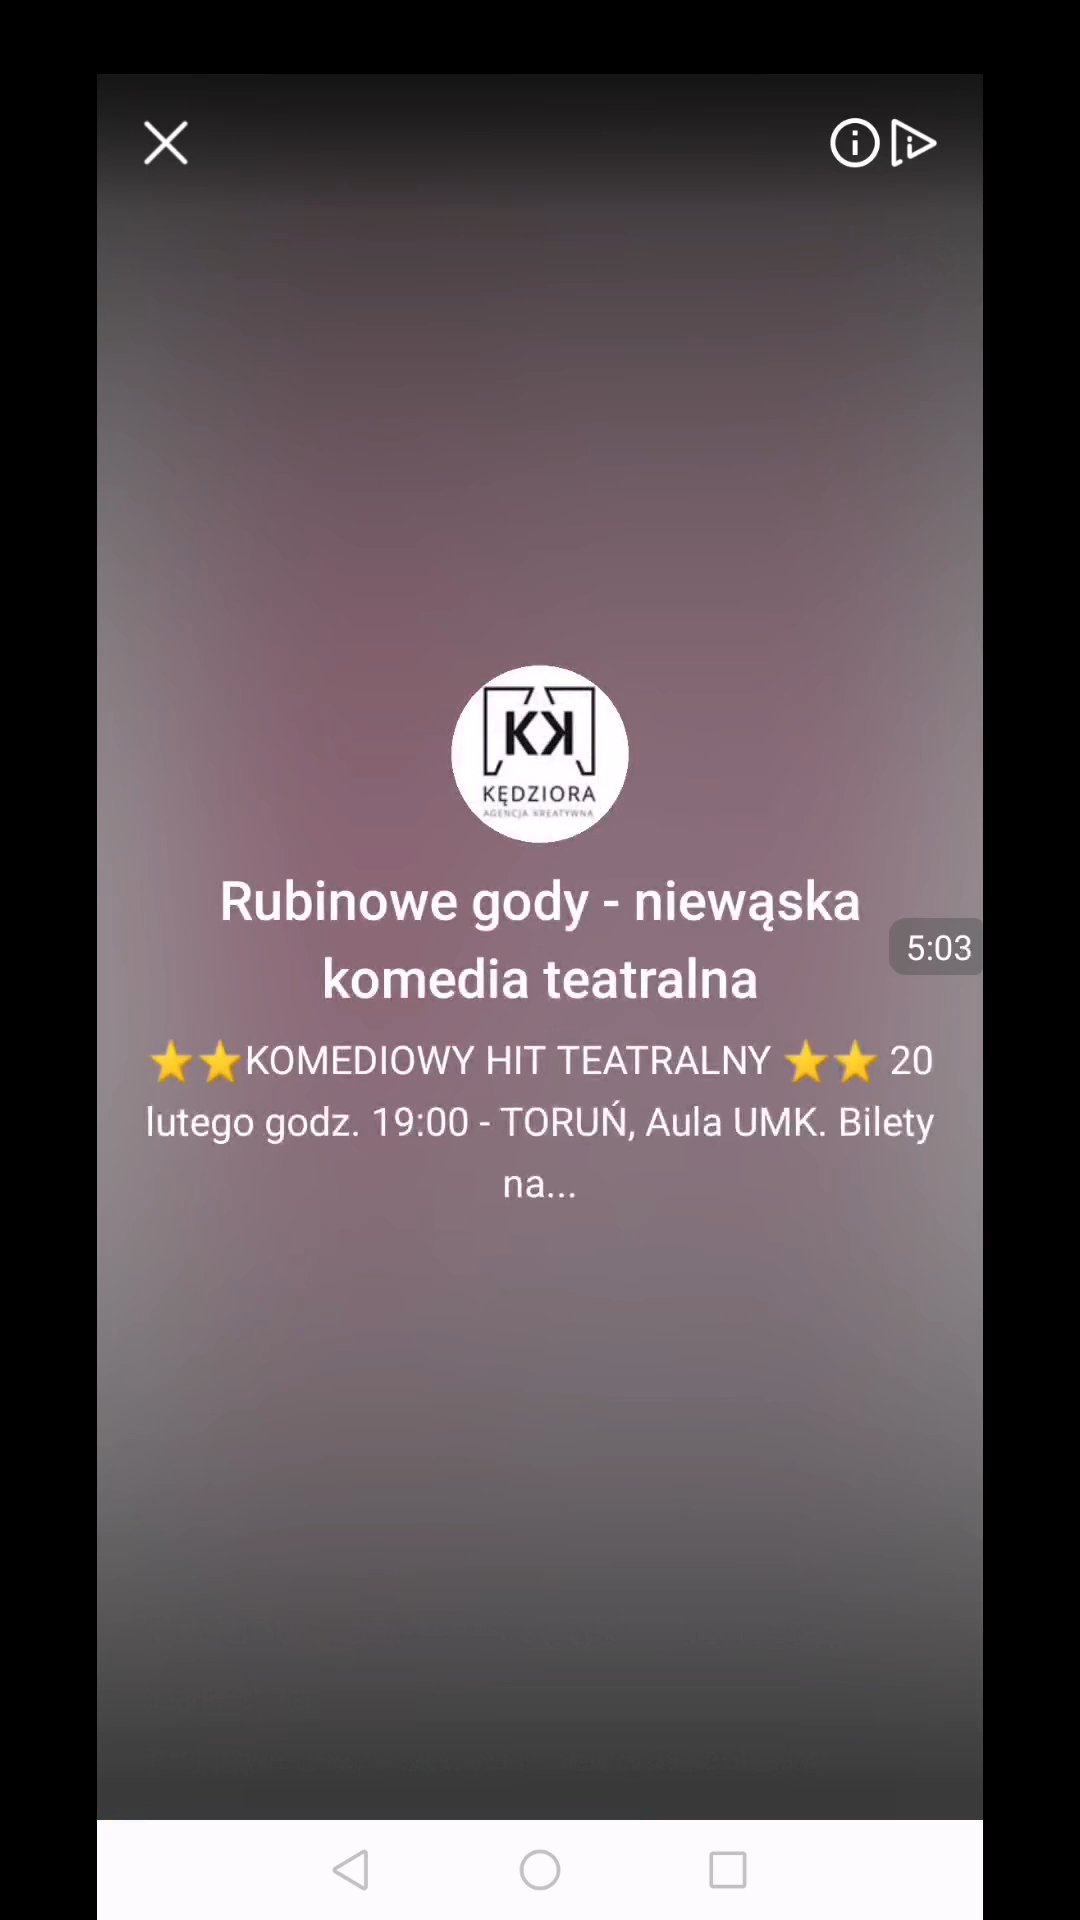 KK
KĘDZIORA
AGENCJA KREATYWNA
Rubinowe gody - niewąska
komedia teatralna
5:03
⭐⭐KOMEDIOWY HIT TEATRALNY ⭐⭐ 20
lutego godz. 19:00 - TORUŃ, Aula UMK. Bilety
na...